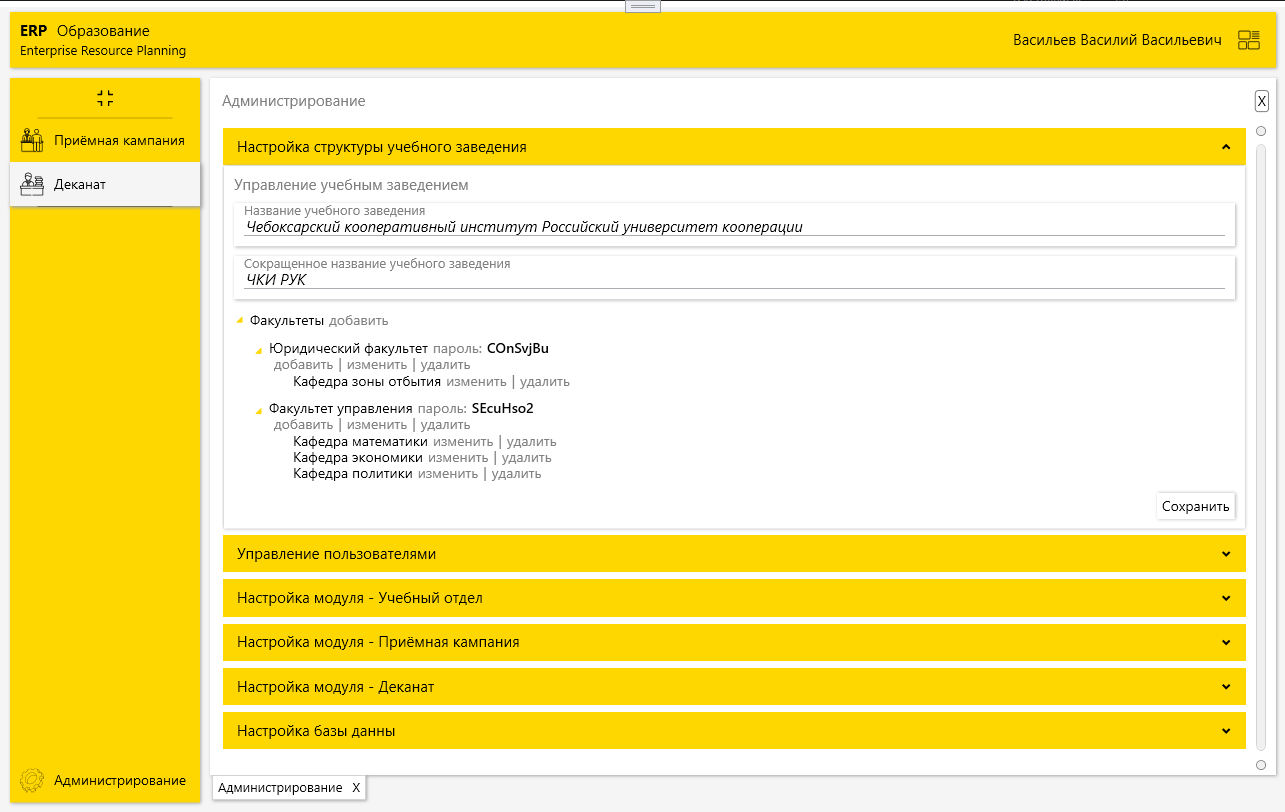 ERP Образование
Enterprise Resource Planning
Васильев Василий Васильевич
Приёмная кампания
Деканат
Администрирование
Администрирование
X
Настройка структуры учебного заведения
Управление учебным заведением
Название учебного заведения
Чебоксарский кооперативный институт Российский университет кооперации
Сокращенное название учебного заведения
ЧКИ РУК
Факультеты добавить
Юридический факультет пароль: COnSvjBu
добавить | изменить | удалить
Кафедра зоны отбытия изменить | удалить
Факультет управления пароль: SEcuHso2
добавить | изменить | удалить
Кафедра математики изменить | удалить
Кафедра экономики изменить | удалить
Кафедра политики изменить | удалить
Сохранить
Управление пользователями
Настройка модуля - Учебный отдел
Настройка модуля - Приёмная кампания
Настройка модуля - Деканат
Настройка базы данны
Администрирование X